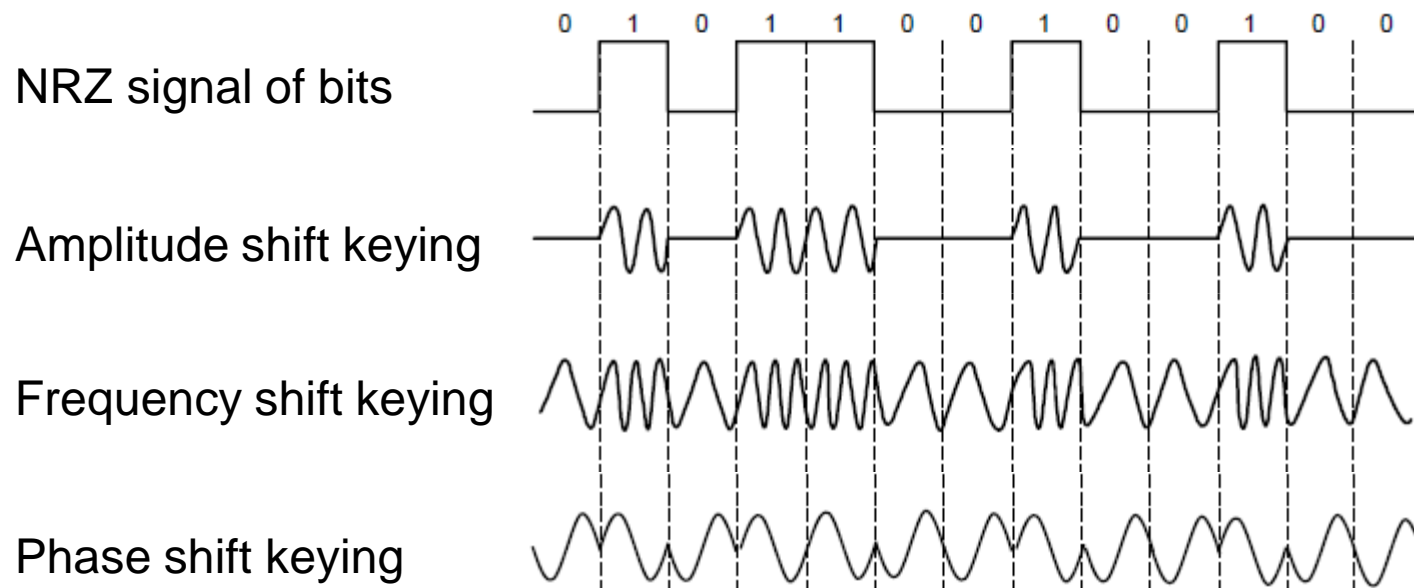 0 1 0 1 1 0 0 1 0 0 1 0 0
NRZ signal of bits
Amplitude shift keying
Frequency shift keying
Phase shift keying